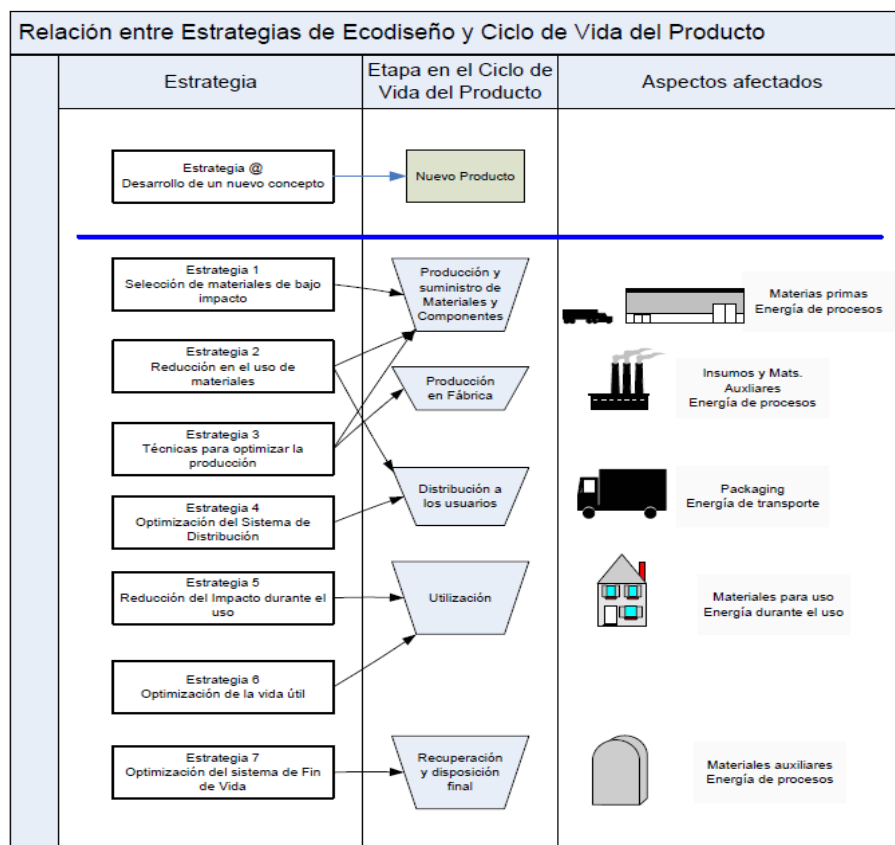 Relación entre Estrategias de Ecodiseño y Ciclo de Vida del Producto
Estrategia
Etapa en el Ciclo de
Vida del Producto
Aspectos afectados
Estrategia @
Desarrollo de un nuevo concepto
Nuevo Producto
Estrategia 1
Selección de materiales de bajo
impacto
Producción y
suministro de
Materiales y
Componentes
Materias primas
Energía de procesos
Estrategia 2
Reducción en el uso de
materiales
Producción
en Fábrica
Insumos y Mats.
Auxliares
Energía de procesos
Estrategia 3
Técnicas para optimizar la
producción
Estrategia 4
Optimización del Sistema de
Distribución
Distribución a
los usuarios
Packaging
Energía de transporte
Estrategia 5
Reducción del Impacto durante el
uso
Utilización
Materiales para uso
Energía durante el uso
Estrategia 6
Optimización de la vida útil
Estrategia 7
Optimización del sistema de Fin
de Vida
Recuperación
y disposición
final
Materiales auxiliares
Energía de procesos